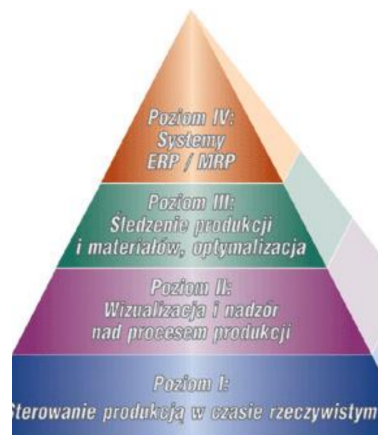 Poziom IV:
Systemy
ERP / MRP
Poziom III:
Śledzenie produkcji
i materiałów, optymalizacja
Poziom II:
Wizualizacja i nadzór
nad procesem produkcji
Poziom I:
Sterowanie produkcją w czasie rzeczywistym